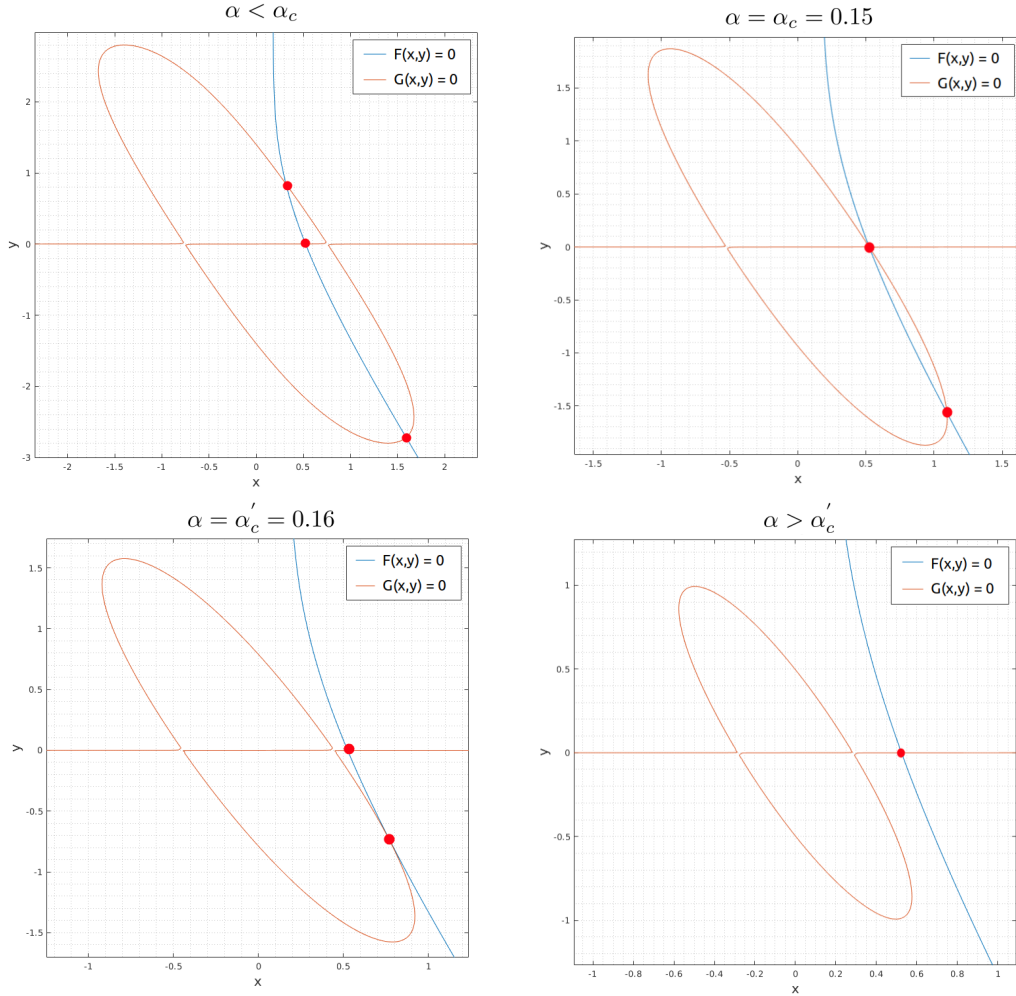 α < α_c
F(x,y) = 0
G(x,y) = 0
2
1
0
-1
-2
-3
y
-2
-1.5
-1
-0.5
0
0.5
1
1.5
2
x
α = α_c = 0.15
F(x,y) = 0
G(x,y) = 0
1.5
1
0.5
0
-0.5
-1
-1.5
y
-1.5
-1
-0.5
0
0.5
1
1.5
x
α = α_c' = 0.16
F(x,y) = 0
G(x,y) = 0
1.5
1
0.5
0
-0.5
-1
-1.5
y
-1
-0.5
0
0.5
1
x
α > α_c'
F(x,y) = 0
G(x,y) = 0
1
0.5
0
-0.5
-1
y
-1
-0.8
-0.6
-0.4
-0.2
0
0.2
0.4
0.6
0.8
1
x